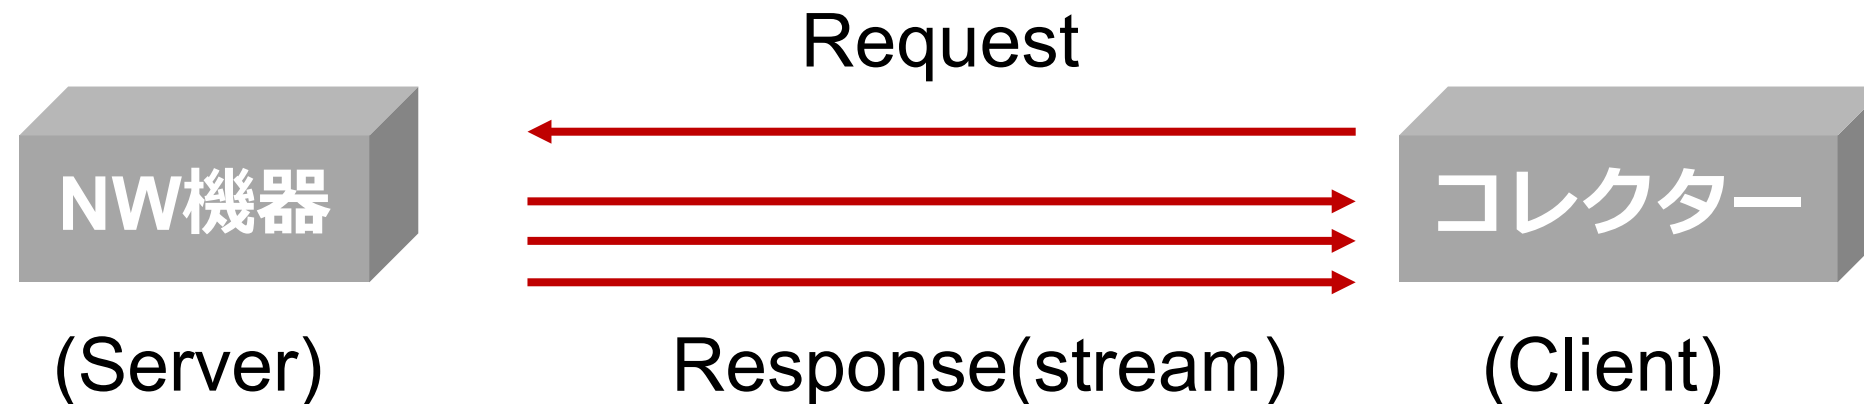 Request
NW機器
コレクター
(Server)
Response(stream)
(Client)